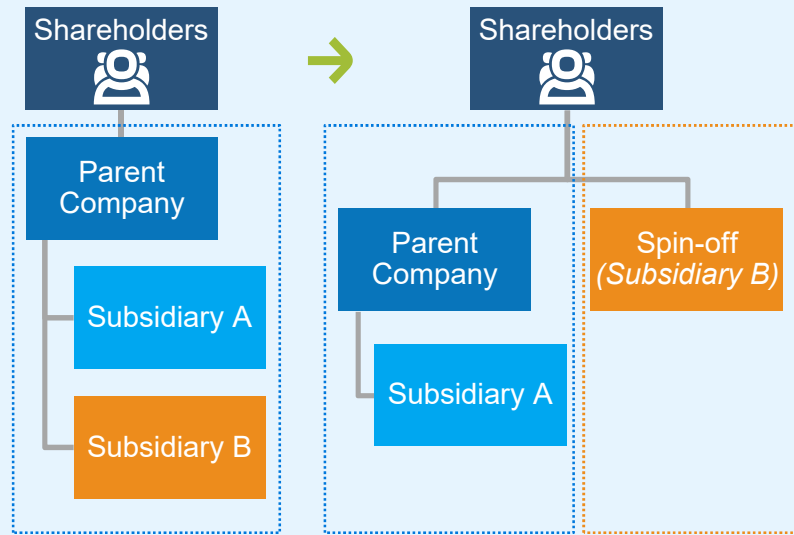 Shareholders
Parent
Company
Subsidiary A
Subsidiary B
Shareholders
Parent
Company
Subsidiary A
Spin-off
(Subsidiary B)